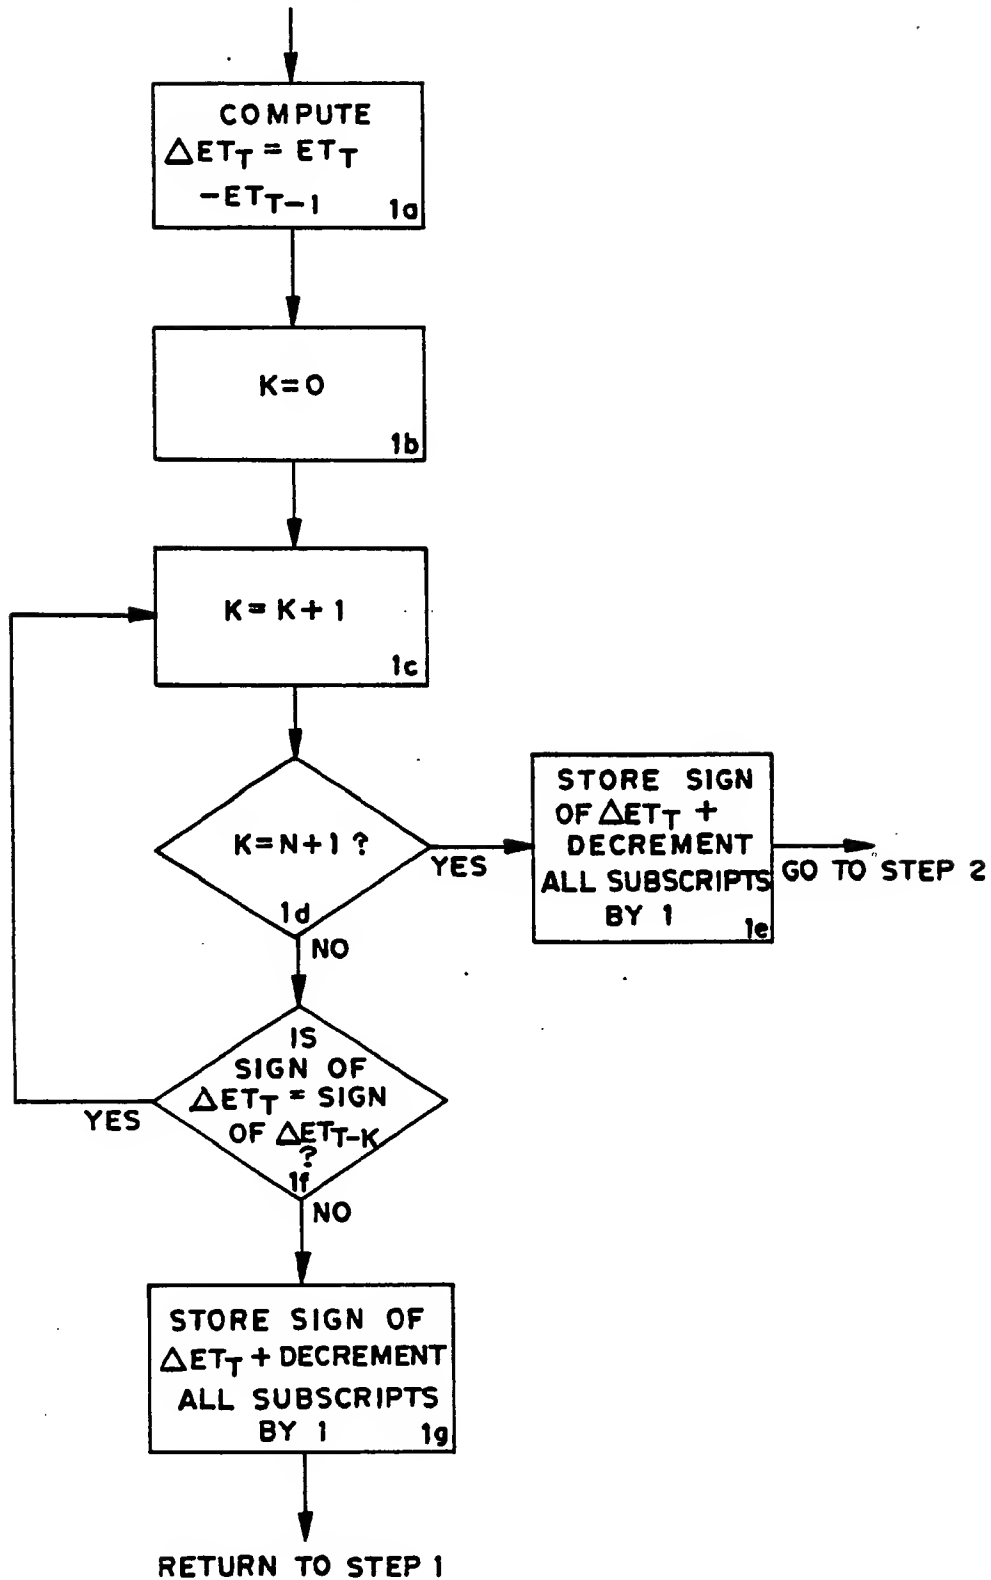 COMPUTE
ΔET_T = ET_T
-ET_T-1
1a
K=0
1b
K=K+1
1c
K=N+1 ?
1d
YES
STORE SIGN
OF ΔET_T +
DECREMENT
ALL SUBSCRIPTS
BY 1
1e
GO TO STEP 2
NO
IS
SIGN OF
ΔET_T = SIGN
OF ΔET_T-K
?
1f
YES
NO
STORE SIGN OF
ΔET_T + DECREMENT
ALL SUBSCRIPTS
BY 1
1g
RETURN TO STEP 1